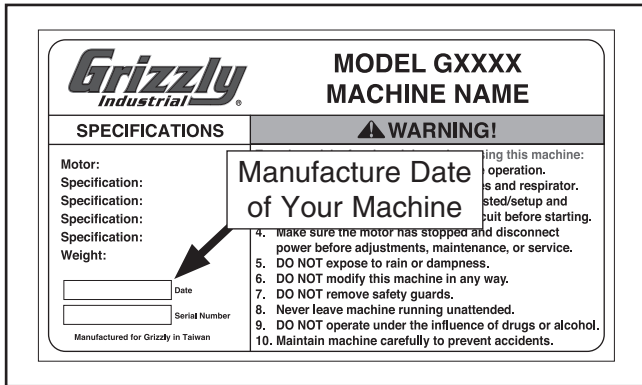 Grizzly
Industrial®
MODEL GXXXX
MACHINE NAME
SPECIFICATIONS
WARNING!
Motor:
Specification:
Specification:
Specification:
Specification:
Weight:
Date
Serial Number
Manufactured for Grizzly in Taiwan
Manufacture Date
of Your Machine
this machine:
operation.
and respirator.
and
before starting.
4. Make sure the motor has stopped and disconnect
power before adjustments, maintenance, or service.
5. DO NOT expose to rain or dampness.
6. DO NOT modify this machine in any way.
7. DO NOT remove safety guards.
8. Never leave machine running unattended.
9. DO NOT operate under the influence of drugs or alcohol.
10. Maintain machine carefully to prevent accidents.